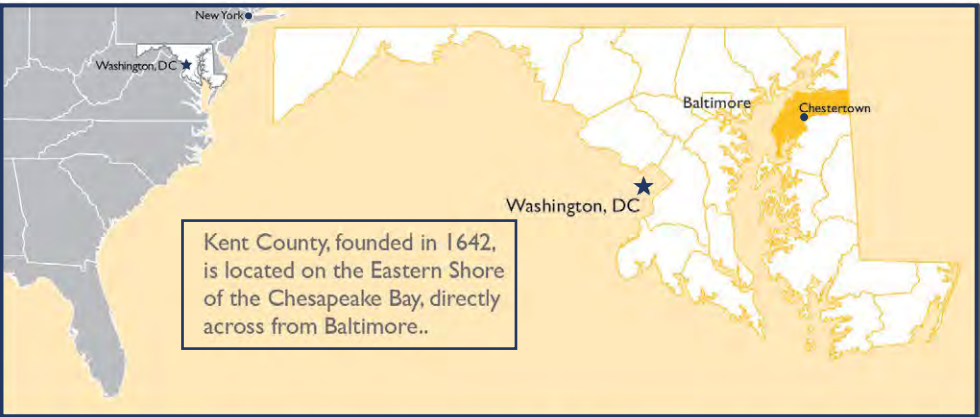 New York
Washington, DC
Baltimore
Chestertown
Washington, DC
Kent County, founded in 1642,
is located on the Eastern Shore
of the Chesapeake Bay, directly
across from Baltimore..